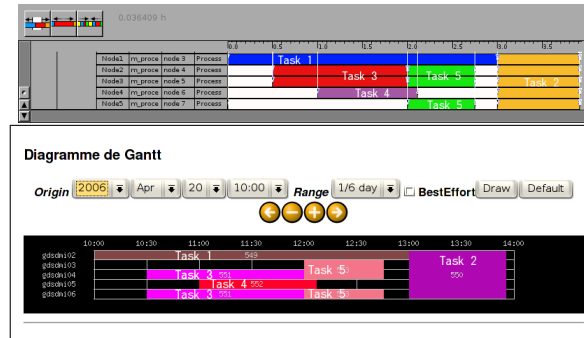 0,036409 h
0.0 0.5 1.0 1.5 2.0 2.5 3.0 3.5
Node1 m_proce node 3 Process Task 1
Node2 m_proce node 4 Process
Node3 m_proce node 5 Process Task 3 Task 5 Task 2
Node4 m_proce node 6 Process Task 4
Node5 m_proce node 7 Process Task 5
Diagramme de Gantt
Origin 2006 Apr 20 10:00 Range 1/6 day BestEffort Draw Default
10:00 10:30 11:00 11:30 12:00 12:30 13:00 13:30 14:00
gdsdmi02 Task 1 549
gdsdmi03 Task 5 Task 2
gdsdmi04 Task 3 551 550
gdsdmi05 Task 4 552
gdsdmi06 Task 3 551 Task 5